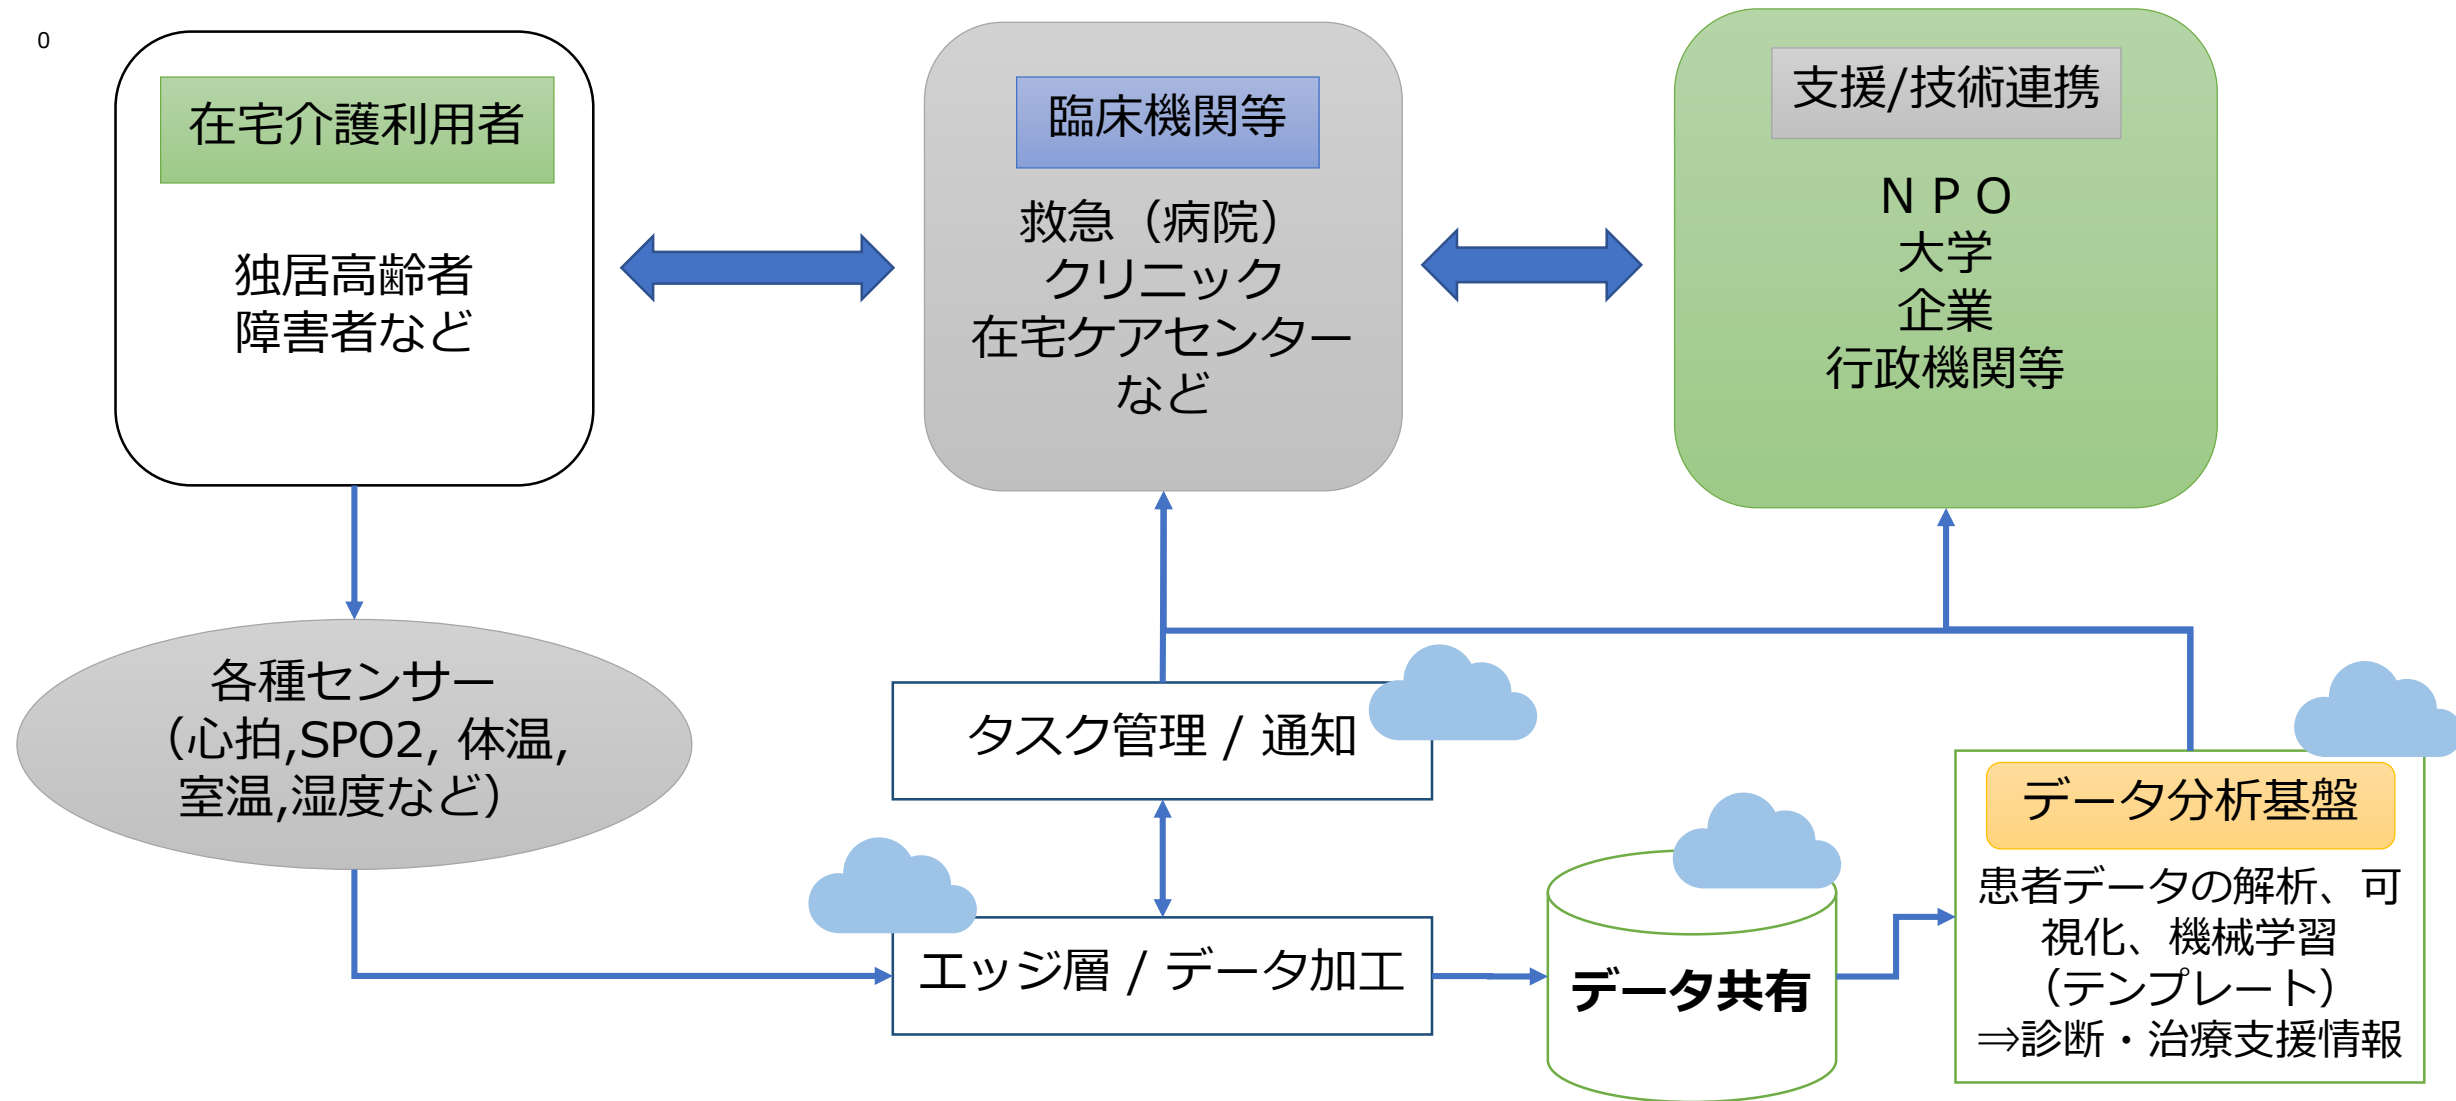 0
在宅介護利用者
独居高齢者
障害者など
臨床機関等
救急（病院）
クリニック
在宅ケアセンター
など
支援/技術連携
ＮＰＯ
大学
企業
行政機関等
各種センサー
（心拍,SPO2, 体温,
室温,湿度など）
タスク管理 / 通知
エッジ層 / データ加工
データ共有
データ分析基盤
患者データの解析、可
視化、機械学習
（テンプレート）
⇒診断・治療支援情報